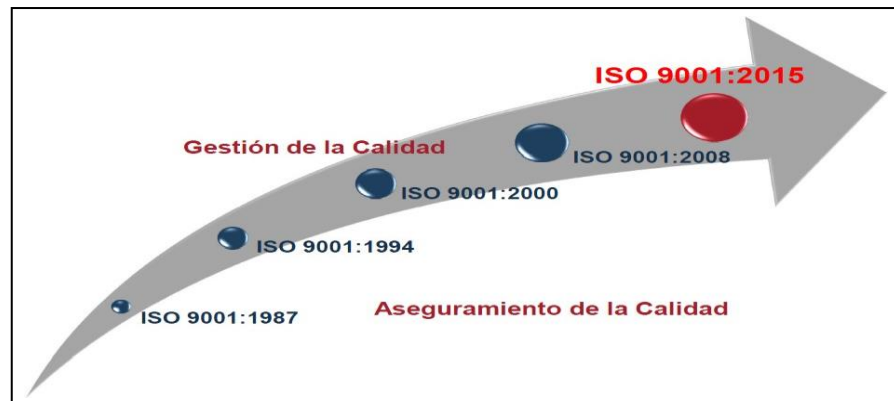 ISO 9001:2015
Gestión de la Calidad
ISO 9001:2008
ISO 9001:2000
ISO 9001:1994
Aseguramiento de la Calidad
ISO 9001:1987